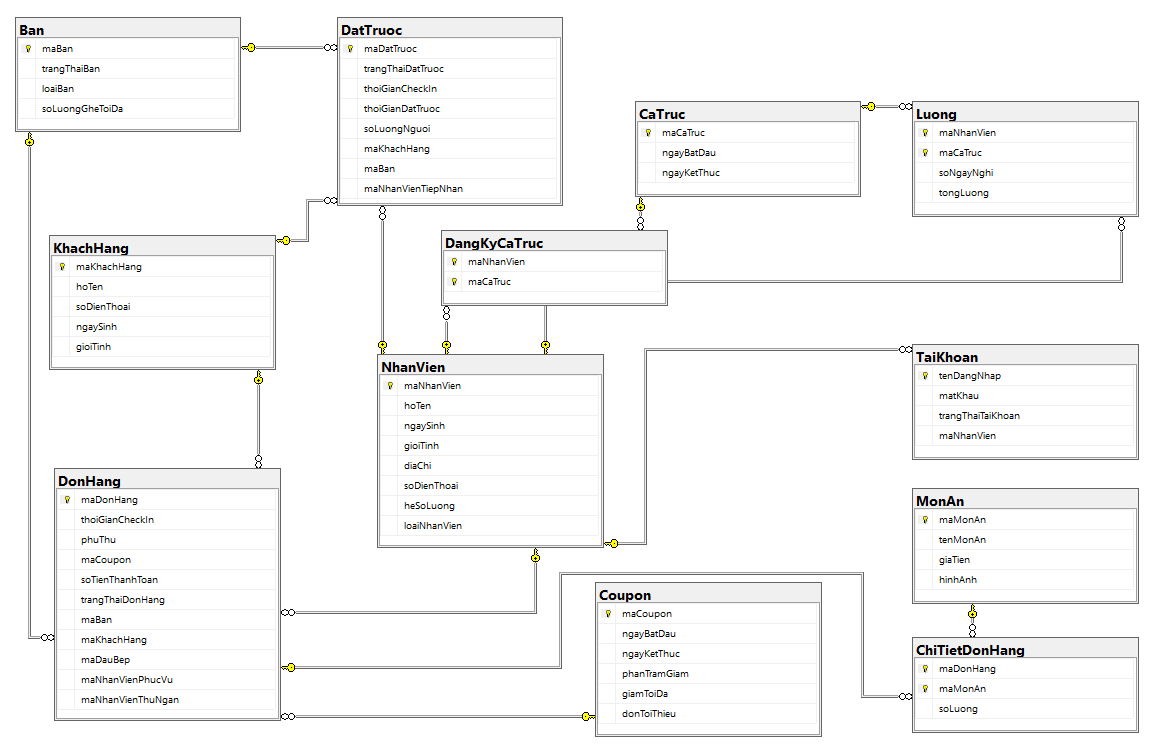 Ban
maBan
trangThaiBan
loaiBan
soLuongGheToiDa
DatTruoc
maDatTruoc
trangThaiDatTruoc
thoiGianCheckIn
thoiGianDatTruoc
soLuongNguoi
maKhachHang
maBan
maNhanVienTiepNhan
CaTruc
maCaTruc
ngayBatDau
ngayKetThuc
Luong
maNhanVien
maCaTruc
soNgayNghi
tongLuong
KhachHang
maKhachHang
hoTen
soDienThoai
ngaySinh
gioiTinh
DangKyCaTruc
maNhanVien
maCaTruc
NhanVien
maNhanVien
hoTen
ngaySinh
gioiTinh
diaChi
soDienThoai
heSoLuong
loaiNhanVien
TaiKhoan
tenDangNhap
matKhau
trangThaiTaiKhoan
maNhanVien
DonHang
maDonHang
thoiGianCheckIn
phuThu
maCoupon
soTienThanhToan
trangThaiDonHang
maBan
maKhachHang
maDauBep
maNhanVienPhucVu
maNhanVienThuNgan
Coupon
maCoupon
ngayBatDau
ngayKetThuc
phanTramGiam
giamToiDa
donToiThieu
MonAn
maMonAn
tenMonAn
giaTien
hinhAnh
ChiTietDonHang
maDonHang
maMonAn
soLuong